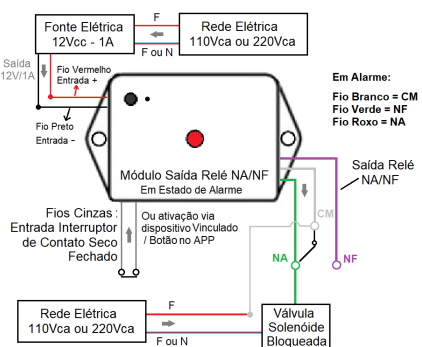 Fonte Elétrica
12Vcc - 1A
F
F ou N
Rede Elétrica
110Vca ou 220Vca
Saída
12V/1A
Fio Vermelho
Entrada +
Fio Preto
Entrada -
Em Alarme:
Fio Branco = CM
Fio Verde = NF
Fio Roxo = NA
Módulo Saída Relé NA/NF
Em Estado de Alarme
Saída Relé
NA/NF
Fios Cinzas :
Entrada Interruptor
de Contato Seco
Fechado
Ou ativação via
dispositivo Vinculado
/ Botão no APP
CM
NA
NF
Rede Elétrica
110Vca ou 220Vca
F
F ou N
Válvula
Solenóide
Bloqueada